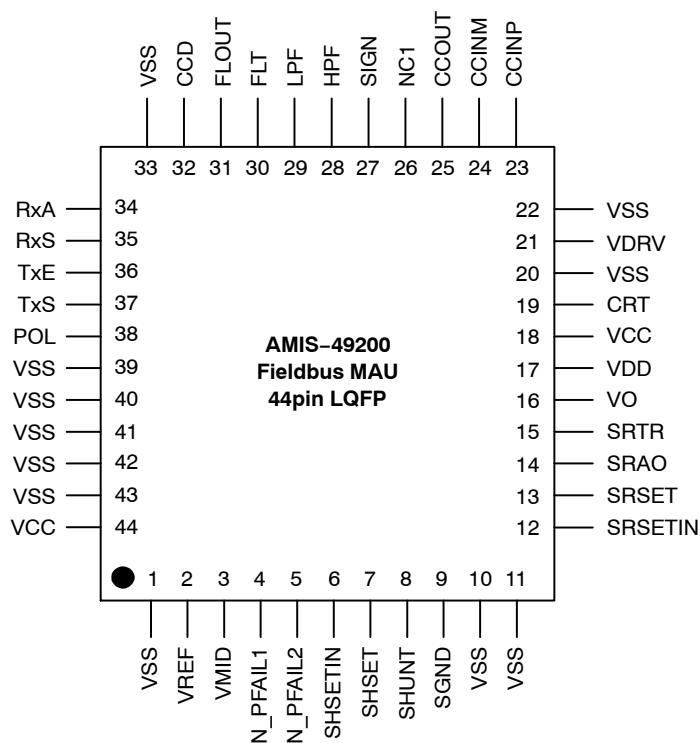 VSS CCD FLOUT FLT LPF HPF SIGN NC1 CCOUT CCINM CCINP
33 32 31 30 29 28 27 26 25 24 23
RxA 34 22 VSS
RxS 35 21 VDRV
TxE 36 20 VSS
TxS 37 19 CRT
POL 38 18 VCC
VSS 39 17 VDD
VSS 40 16 VO
VSS 41 15 SRTR
VSS 42 14 SRAO
VSS 43 13 SRSET
VCC 44 12 SRSETIN
AMIS–49200
Fieldbus MAU
44pin LQFP
1 2 3 4 5 6 7 8 9 10 11
VSS VREF VMID N_PFAIL1 N_PFAIL2 SHSETIN SHSET SHUNT SGND VSS VSS